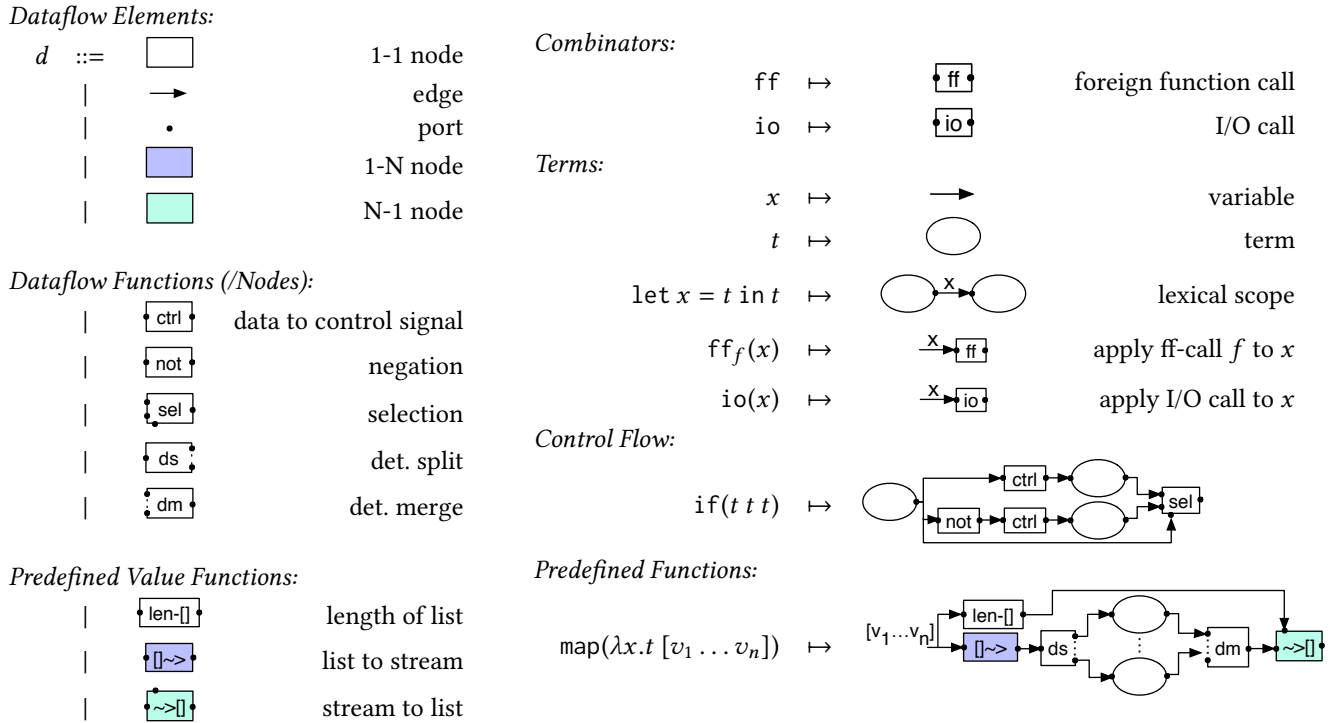 Dataflow Elements:
d ::= 1-1 node
| edge
| port
| 1-N node
| N-1 node
Dataflow Functions (/Nodes):
| ctrl data to control signal
| not negation
| sel selection
| ds det. split
| dm det. merge
Predefined Value Functions:
| len-[] length of list
| []~> list to stream
| ~>[] stream to list
Combinators:
ff ↦ ff foreign function call
io ↦ io I/O call
Terms:
x ↦ variable
t ↦ term
let x = t in t ↦ x lexical scope
ff_f(x) ↦ x ff apply ff-call f to x
io(x) ↦ x io apply I/O call to x
Control Flow:
if(t t t) ↦ ctrl not ctrl sel
Predefined Functions:
map(λx.t [v₁ … vₙ]) ↦ [v₁...vₙ] len-[] []~> ds dm ~>[]